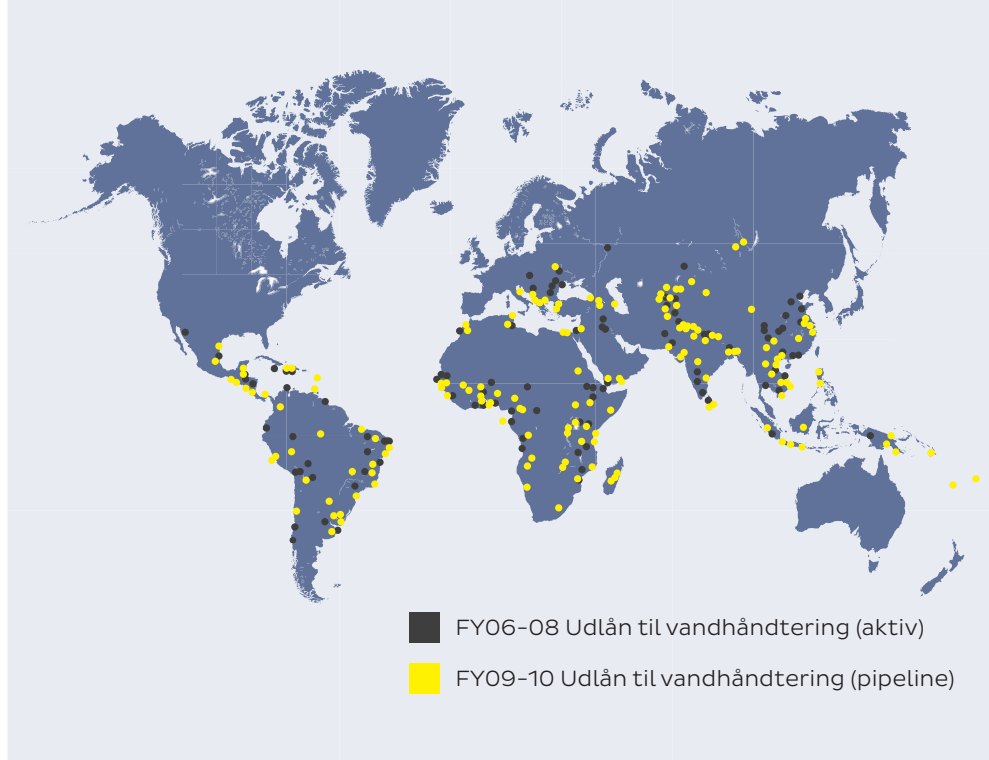 FY06-08 Udlån til vandhåndtering (aktiv)
FY09-10 Udlån til vandhåndtering (pipeline)